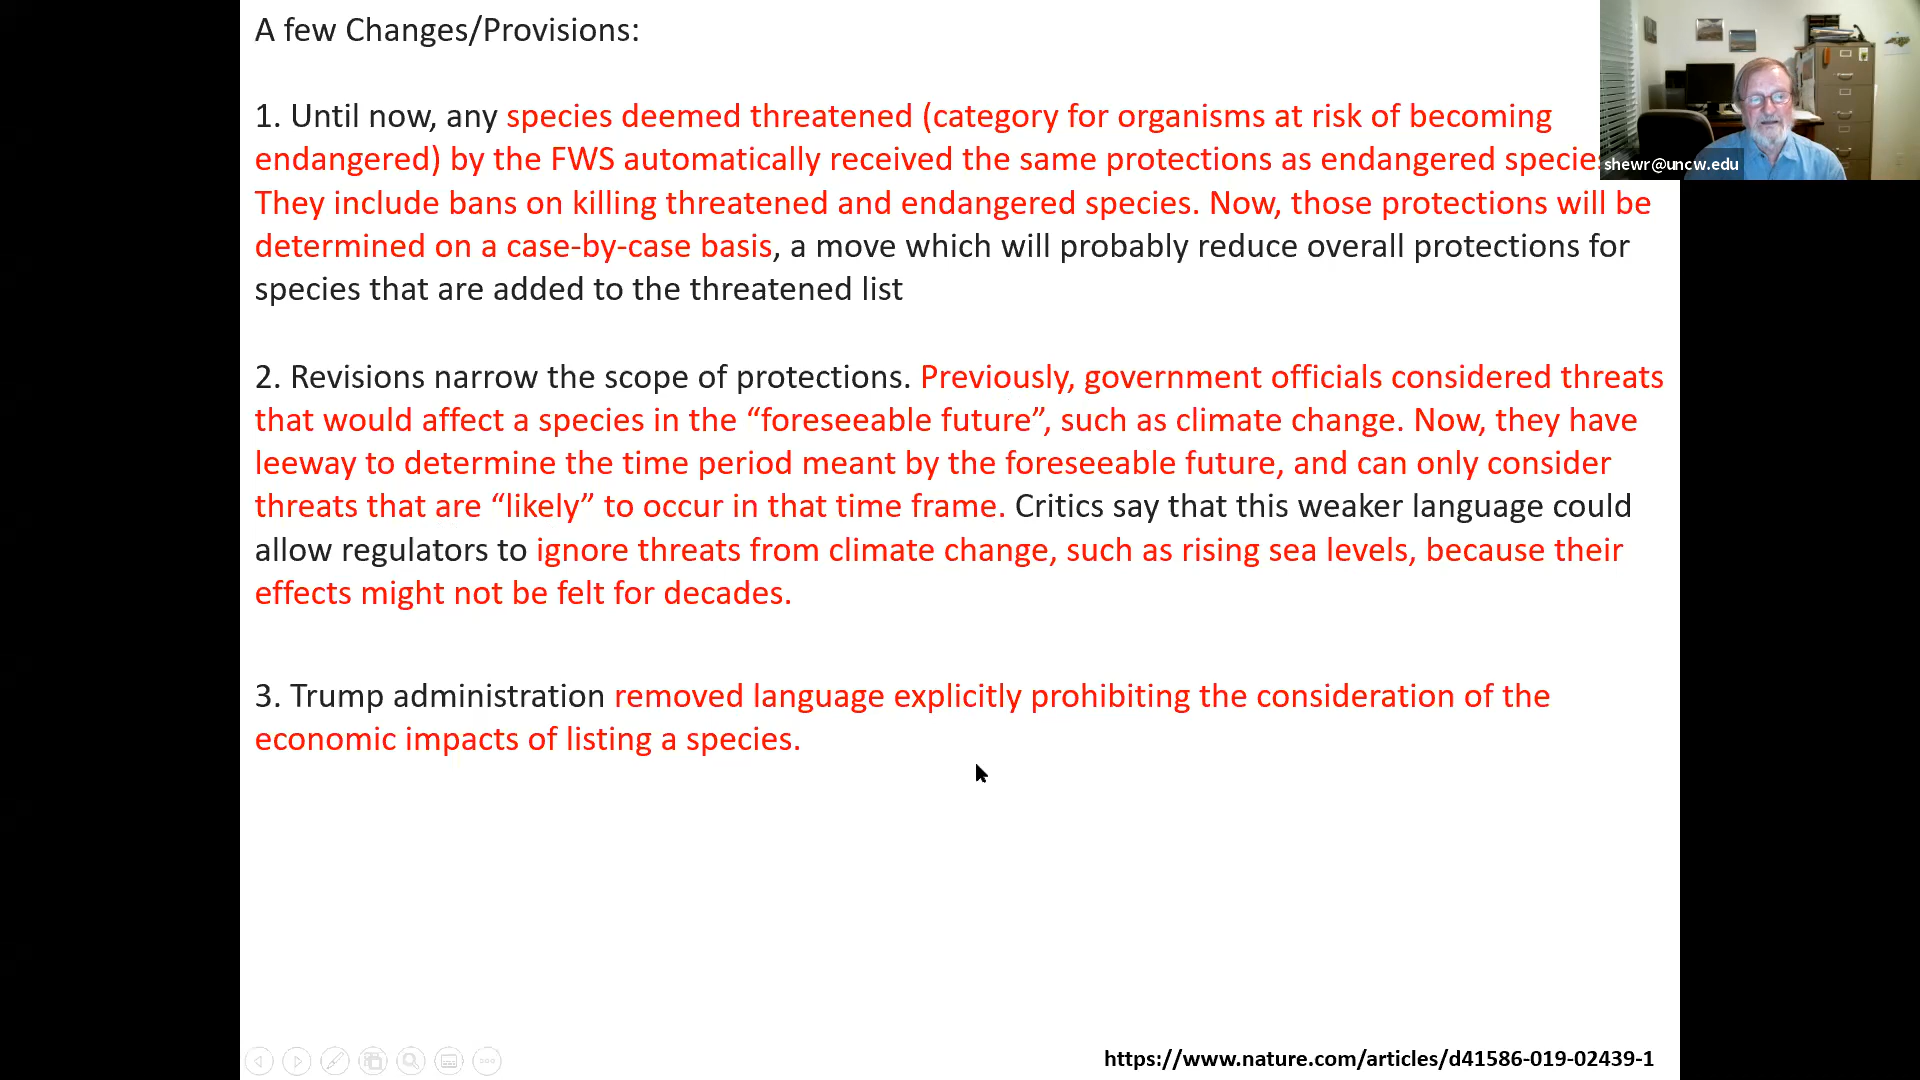 A few Changes/Provisions:
1. Until now, any species deemed threatened (category for organisms at risk of becoming
endangered) by the FWS automatically received the same protections as endangered
They include bans on killing threatened and endangered species. Now, those protections will be
determined on a case-by-case basis, a move which will probably reduce overall protections for
species that are added to the threatened list
2. Revisions narrow the scope of protections. Previously, government officials considered threats
that would affect a species in the “foreseeable future”, such as climate change. Now, they have
leeway to determine the time period meant by the foreseeable future, and can only consider
threats that are “likely” to occur in that time frame. Critics say that this weaker language could
allow regulators to ignore threats from climate change, such as rising sea levels, because their
effects might not be felt for decades.
3. Trump administration removed language explicitly prohibiting the consideration of the
economic impacts of listing a species.
shewr@uncw.edu
https://www.nature.com/articles/d41586-019-02439-1